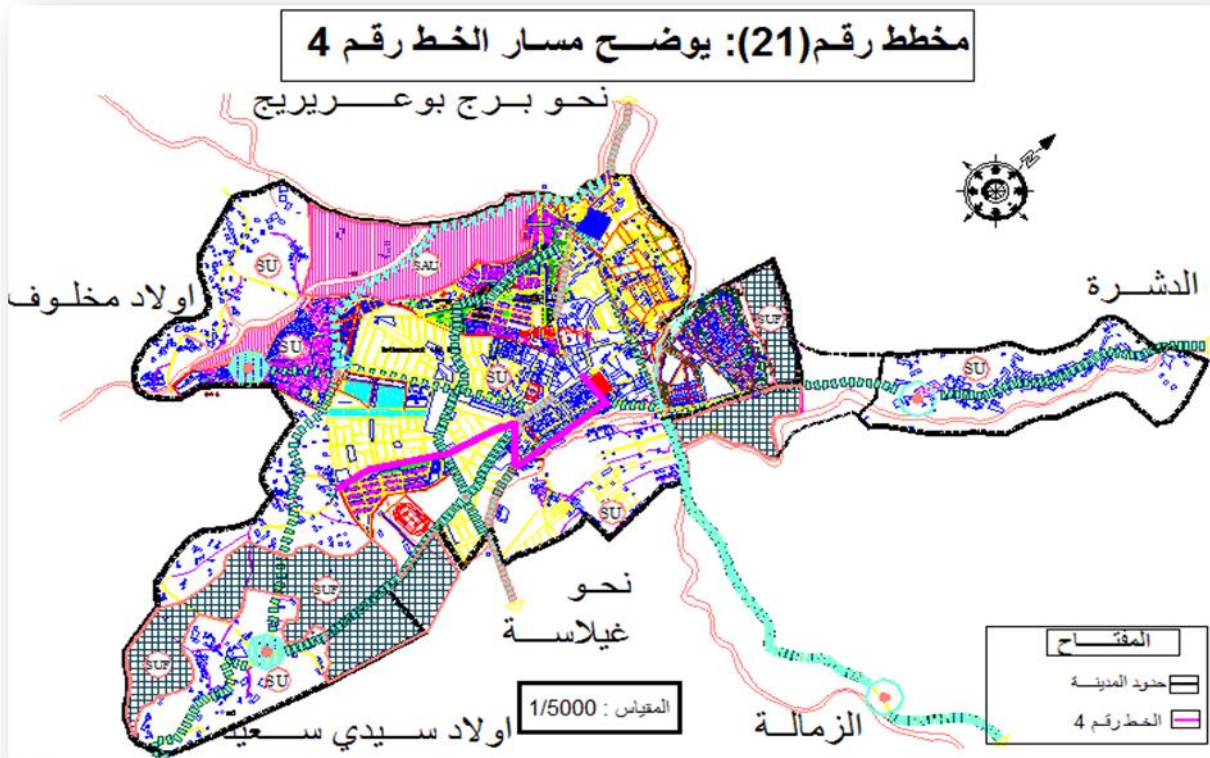 مخطط رقم(21): يوضح مسار الخط رقم 4
نحو برج بوعريريج
N
الدشرة
SU
SAU
SUF
اولاد مخلوف
SU
SU
SU
SU
SUF
نحو
غيلاسة
SUF
SU
المفتاح
حدود المدينة
الخط رقم 4
المقياس : 1/5000
الزمالة
اولاد سيدي سعيد